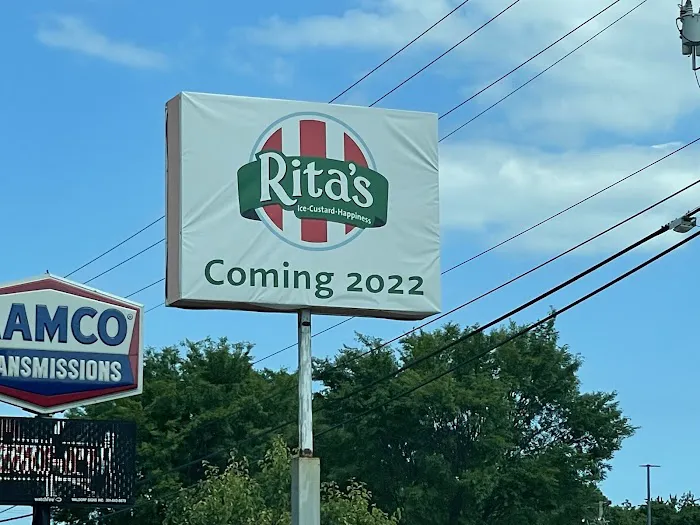 Rita's
Ice-Custard-Happiness
Coming 2022
AMCO
ANSMISSIONS